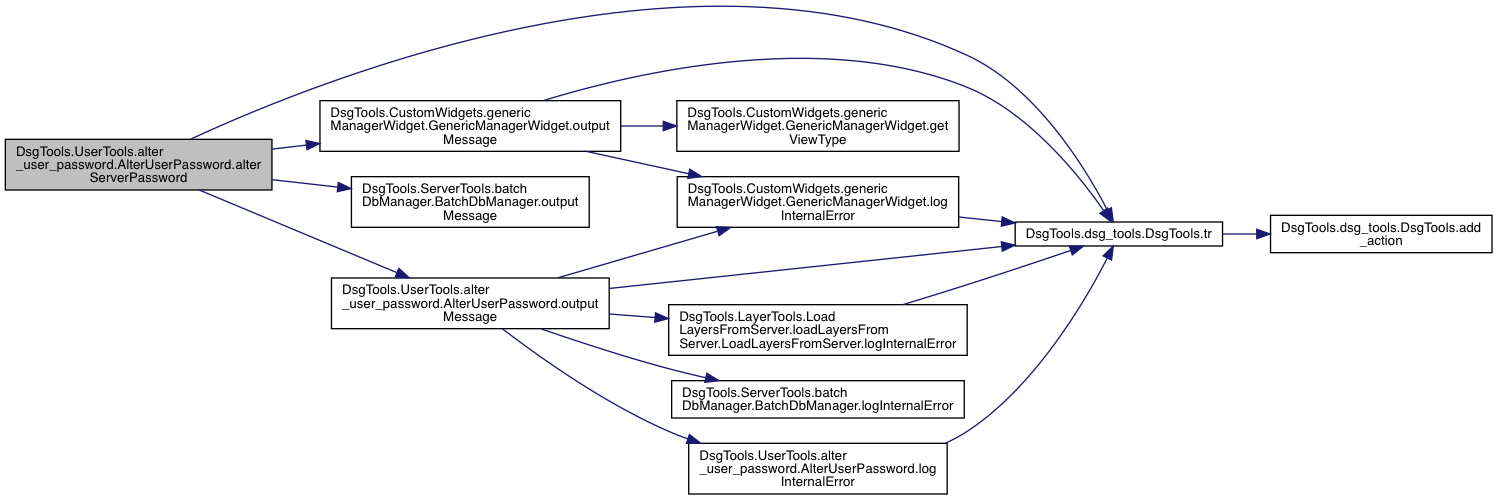 DsgTools.UserTools.alter
_user_password.AlterUserPassword.alter
ServerPassword
DsgTools.CustomWidgets.generic
ManagerWidget.GenericManagerWidget.output
Message
DsgTools.ServerTools.batch
DbManager.BatchDbManager.output
Message
DsgTools.UserTools.alter
_user_password.AlterUserPassword.output
Message
DsgTools.CustomWidgets.generic
ManagerWidget.GenericManagerWidget.get
ViewType
DsgTools.CustomWidgets.generic
ManagerWidget.GenericManagerWidget.log
InternalError
DsgTools.LayerTools.Load
LayersFromServer.loadLayersFrom
Server.LoadLayersFromServer.logInternalError
DsgTools.ServerTools.batch
DbManager.BatchDbManager.logInternalError
DsgTools.UserTools.alter
_user_password.AlterUserPassword.log
InternalError
DsgTools.dsg_tools.DsgTools.tr
DsgTools.dsg_tools.DsgTools.add
_action